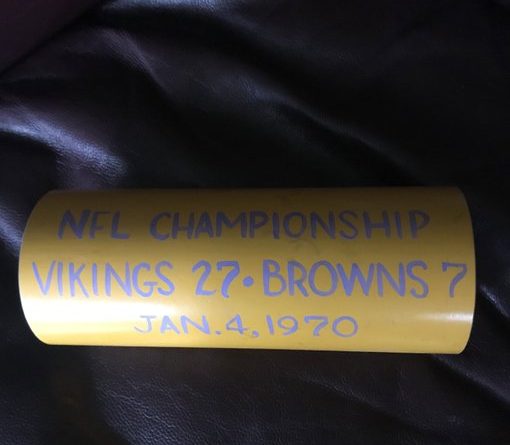 NFL CHAMPIONSHIP
VIKINGS 27 • BROWNS 7
JAN. 4, 1970